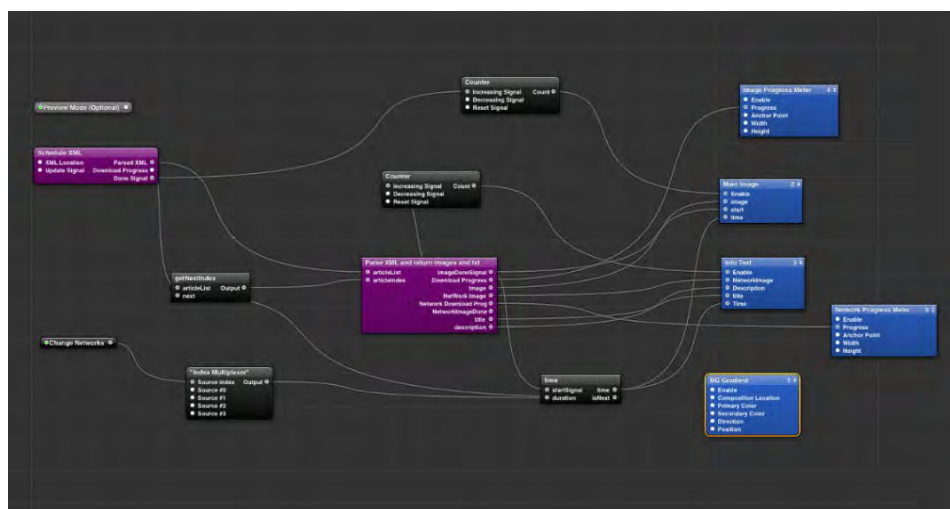 Preview Mode (Optional)
Schedule XML
XML Location Parsed XML
Update Signal Download Progress
Done Signal
Counter
Increasing Signal Count
Decreasing Signal
Reset Signal
Counter
Increasing Signal Count
Decreasing Signal
Reset Signal
getNextIndex
articleList Output
next
Change Networks
"Index Multiplexer"
Source Index Output
Source #0
Source #1
Source #2
Source #3
Parse XML and return images and txt
articleList imageDoneSignal
articleIndex Download Progress
Image
NetWork Image
Network Download Prog
NetworkImageDone
title
description
time
startSignal time
duration isNext
Image Progress Meter 4
Enable
Progress
Anchor Point
Width
Height
Main Image 2
Enable
image
start
time
Info Text 3
Enable
NetworkImage
Description
title
Time
Network Progress Meter 5
Enable
Progress
Anchor Point
Width
Height
BG Gradient 1
Enable
Composition Location
Primary Color
Secondary Color
Direction
Position